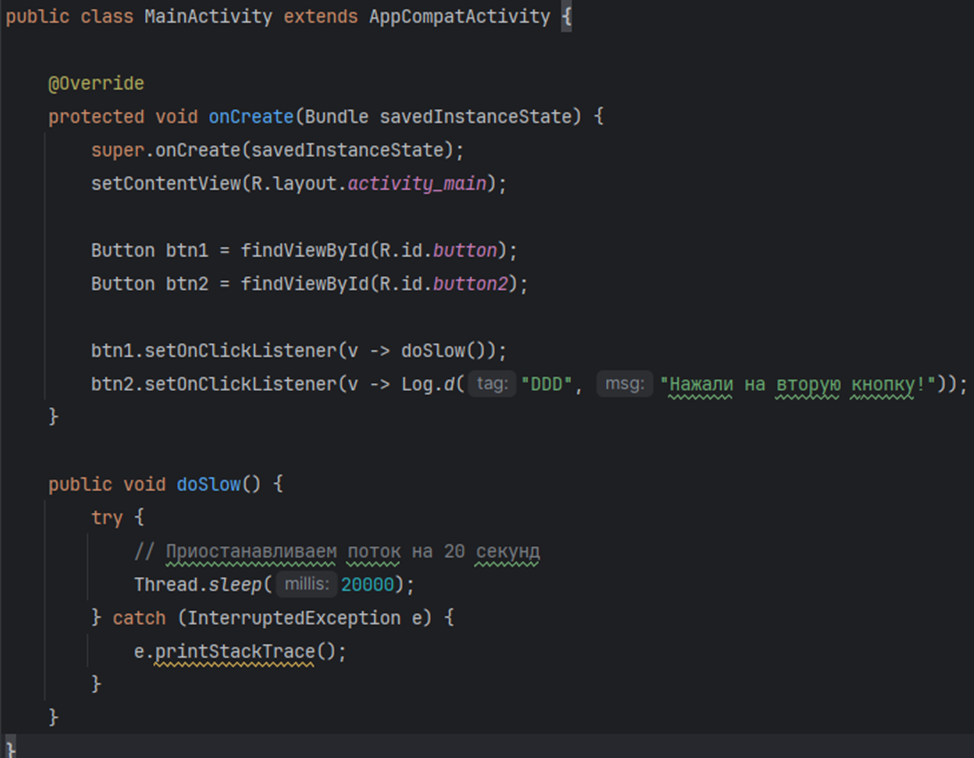 public class MainActivity extends AppCompatActivity {
@Override
protected void onCreate(Bundle savedInstanceState) {
super.onCreate(savedInstanceState);
setContentView(R.layout.activity_main);
Button btn1 = findViewById(R.id.button);
Button btn2 = findViewById(R.id.button2);
btn1.setOnClickListener(v -> doSlow());
btn2.setOnClickListener(v -> Log.d( tag: "DDD", msg: "Нажали на вторую кнопку!"));
}
public void doSlow() {
try {
// Приостанавливаем поток на 20 секунд
Thread.sleep( millis: 20000);
} catch (InterruptedException e) {
e.printStackTrace();
}
}
}